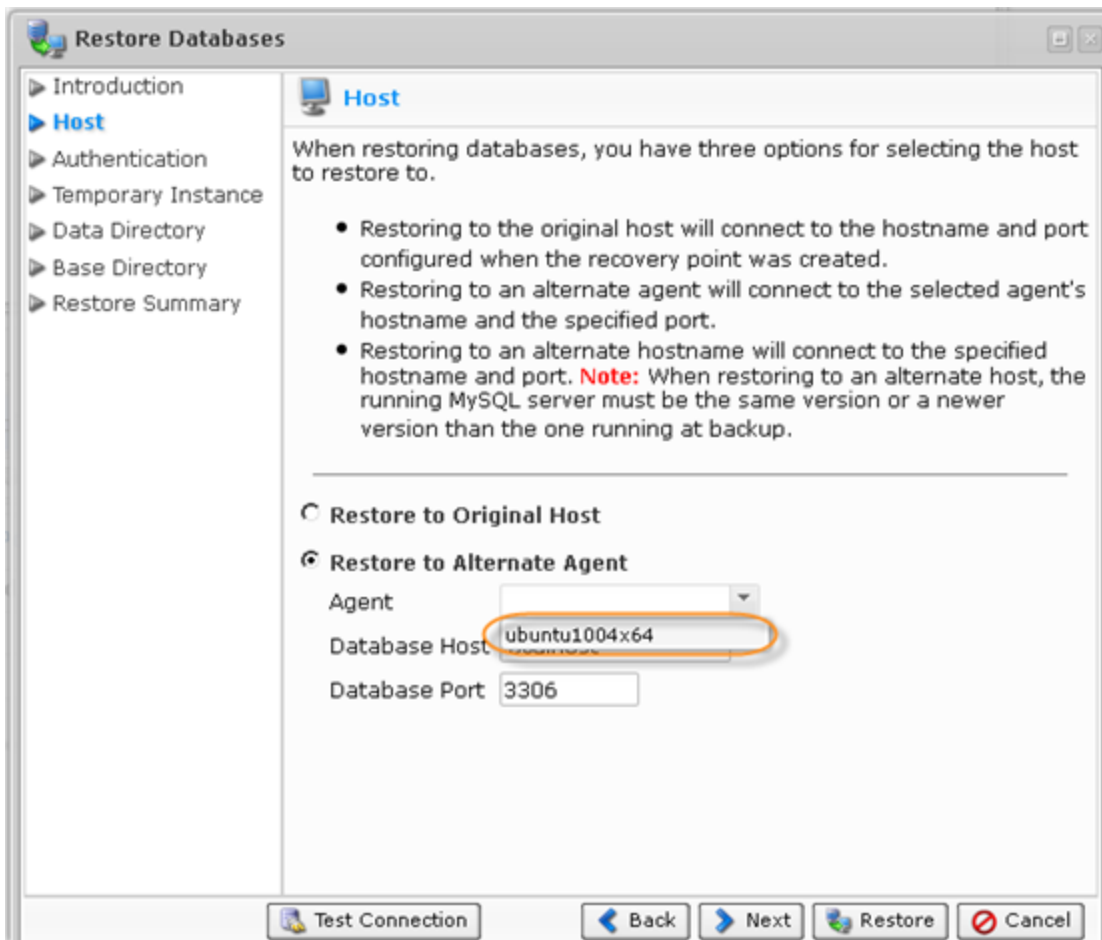 Restore Databases
Introduction
Host
Authentication
Temporary Instance
Data Directory
Base Directory
Restore Summary
Host
When restoring databases, you have three options for selecting the host
to restore to.
Restoring to the original host will connect to the hostname and port
configured when the recovery point was created.
Restoring to an alternate agent will connect to the selected agent's
hostname and the specified port.
Restoring to an alternate hostname will connect to the specified
hostname and port. Note: When restoring to an alternate host, the
running MySQL server must be the same version or a newer
version than the one running at backup.
Restore to Original Host
Restore to Alternate Agent
Agent
ubuntu1004x64
Database Host
Database Port 3306
Test Connection
Back
Next
Restore
Cancel